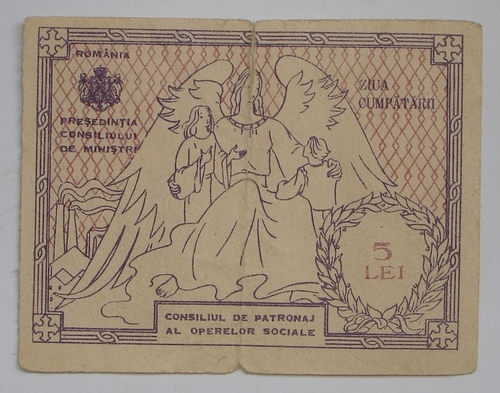 ROMÂNIA
PREȘEDINȚIA
CONSILIULUI
DE MINIȘTRI
ZIUA
CUMPĂTĂRII
5
LEI
CONSILIUL DE PATRONAJ
AL OPERELOR SOCIALE